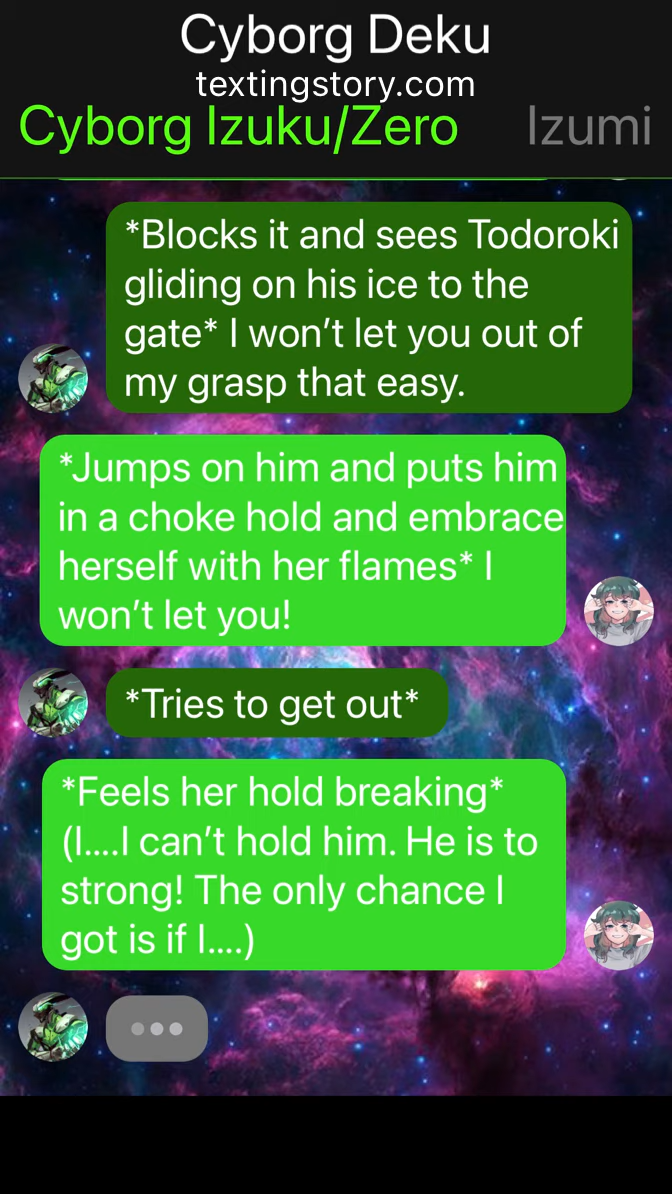 Cyborg Deku
textingstory.com
Cyborg Izuku/Zero
Izumi
*Blocks it and sees Todoroki
gliding on his ice to the
gate* I won’t let you out of
my grasp that easy.
*Jumps on him and puts him
in a choke hold and embrace
herself with her flames* I
won’t let you!
*Tries to get out*
*Feels her hold breaking*
(I....I can’t hold him. He is to
strong! The only chance I
got is if I....)